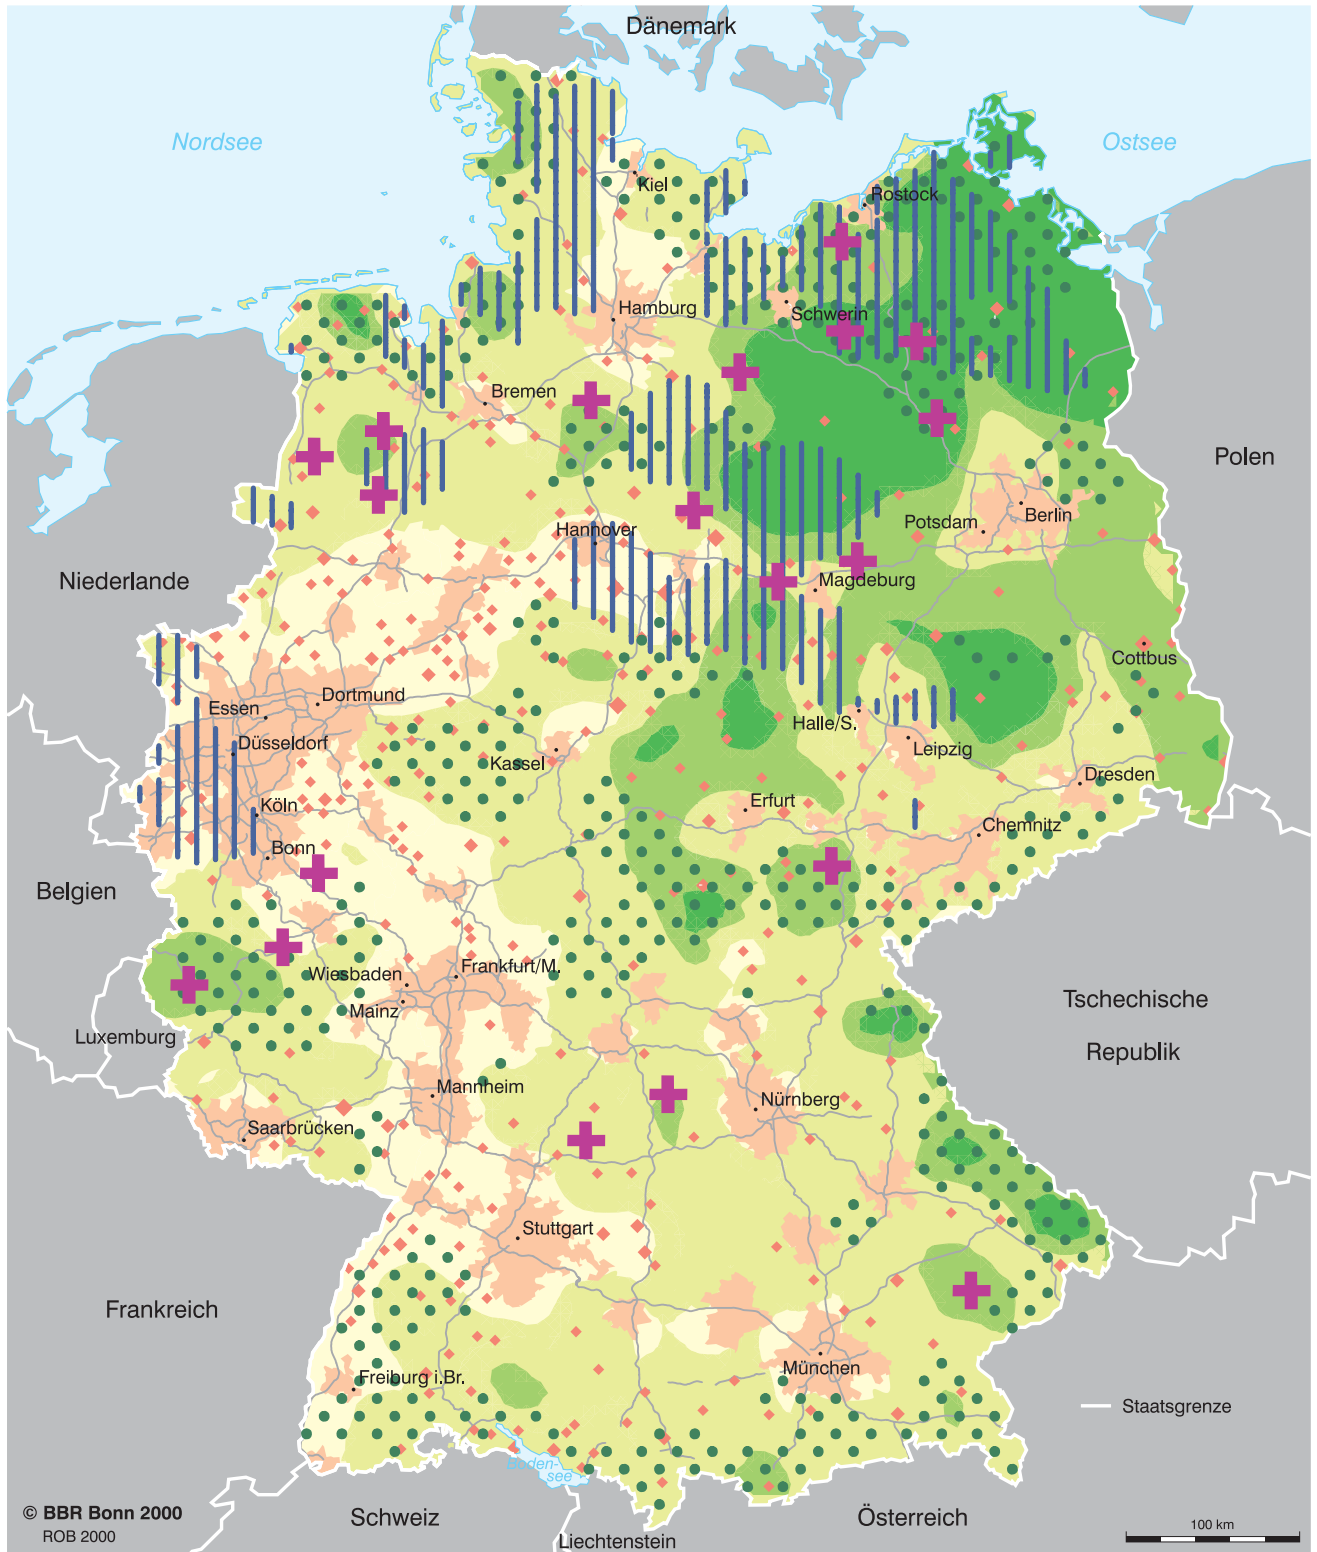 Dänemark
Nordsee
Ostsee
Kiel
Rostock
Hamburg
Schwerin
Bremen
Polen
Berlin
Potsdam
Hannover
Niederlande
Magdeburg
Cottbus
Dortmund
Essen
Halle/S.
Düsseldorf
Leipzig
Kassel
Dresden
Köln
Erfurt
Chemnitz
Bonn
Belgien
Wiesbaden
Frankfurt/M.
Mainz
Tschechische
Republik
Luxemburg
Mannheim
Nürnberg
Saarbrücken
Stuttgart
Frankreich
München
Freiburg i.Br.
Staatsgrenze
Boden-
see
© BBR Bonn 2000
ROB 2000
Schweiz
Österreich
Liechtenstein
100 km